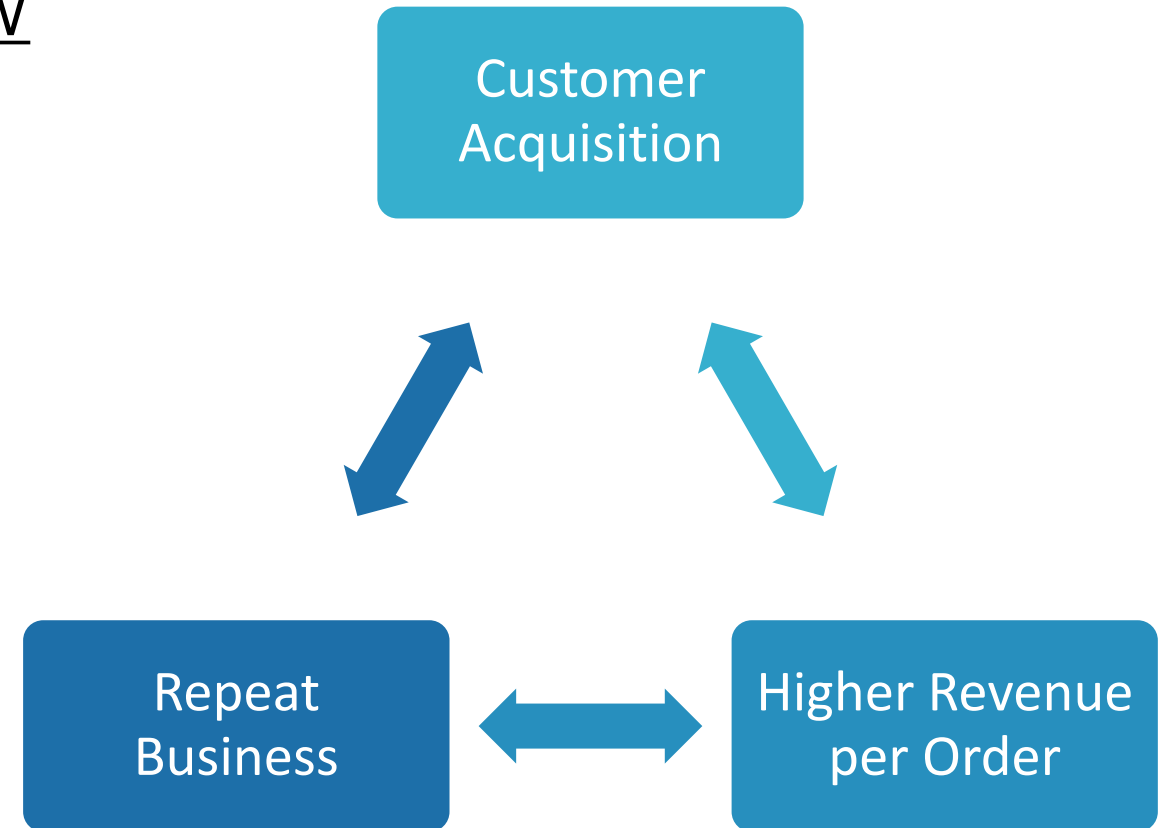 Customer
Acquisition
Repeat
Business
Higher Revenue
per Order